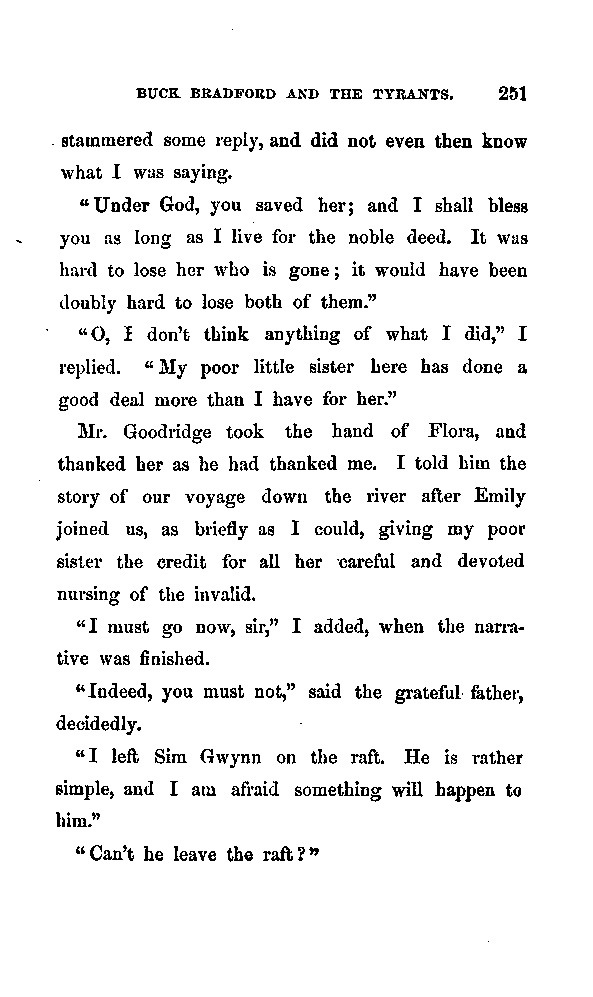 BUCK BRADFORD AND THE TYRANTS. 251
stammered some reply, and did not even then know
what I was saying.
“Under God, you saved her; and I shall bless
you as long as I live for the noble deed. It was
hard to lose her who is gone; it would have been
doubly hard to lose both of them.”
“O, I don’t think anything of what I did,” I
replied. “My poor little sister here has done a
good deal more than I have for her.”
Mr. Goodridge took the hand of Flora, and
thanked her as he had thanked me. I told him the
story of our voyage down the river after Emily
joined us, as briefly as I could, giving my poor
sister the credit for all her careful and devoted
nursing of the invalid.
“I must go now, sir,” I added, when the narra-
tive was finished.
“Indeed, you must not,” said the grateful father,
decidedly.
“I left Sim Gwynn on the raft. He is rather
simple, and I am afraid something will happen to
him.”
“Can’t he leave the raft?”